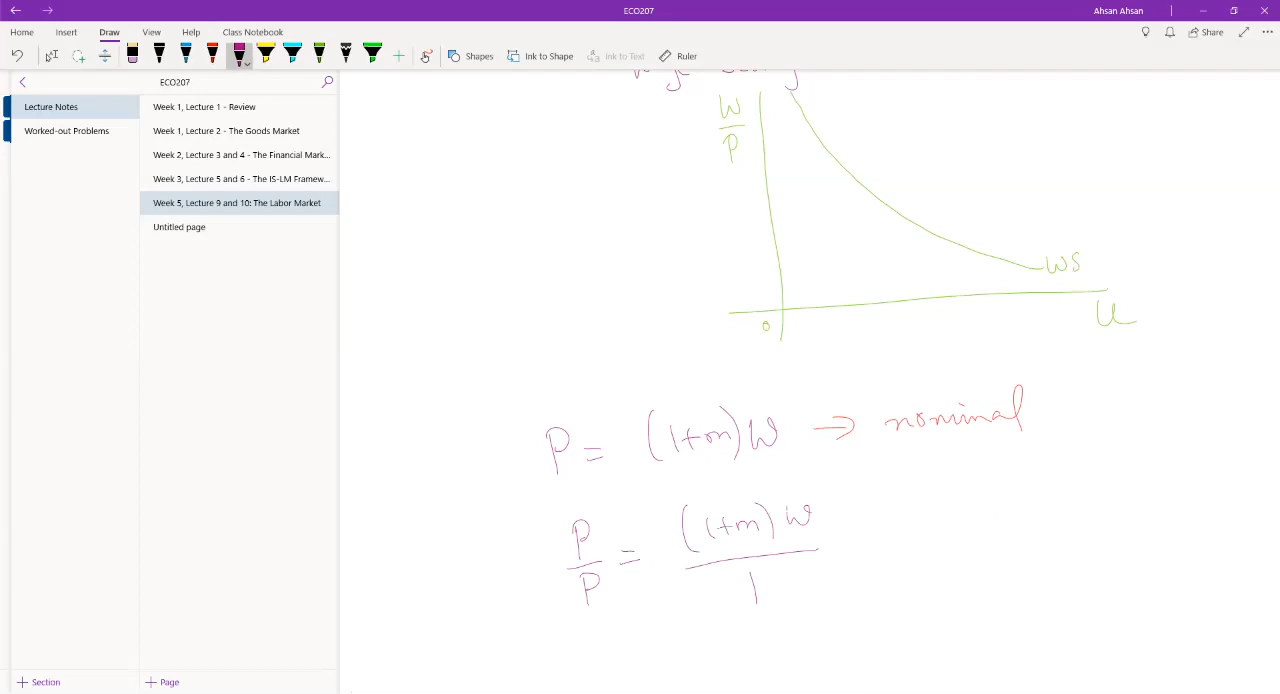 ECO207
Ahsan Ahsan
Home Insert Draw View Help Class Notebook
Share
Shapes Ink to Shape Ink to Text Ruler
ECO207
Lecture Notes
Worked-out Problems
Week 1, Lecture 1 - Review
Week 1, Lecture 2 - The Goods Market
Week 2, Lecture 3 and 4 - The Financial Mark...
Week 3, Lecture 5 and 6 - The IS-LM Framew...
Week 5, Lecture 9 and 10: The Labor Market
Untitled page
W
P
WS
0
U
P = (1+m) W → nominal
P
P
=
(1+m) W
+ Section
+ Page